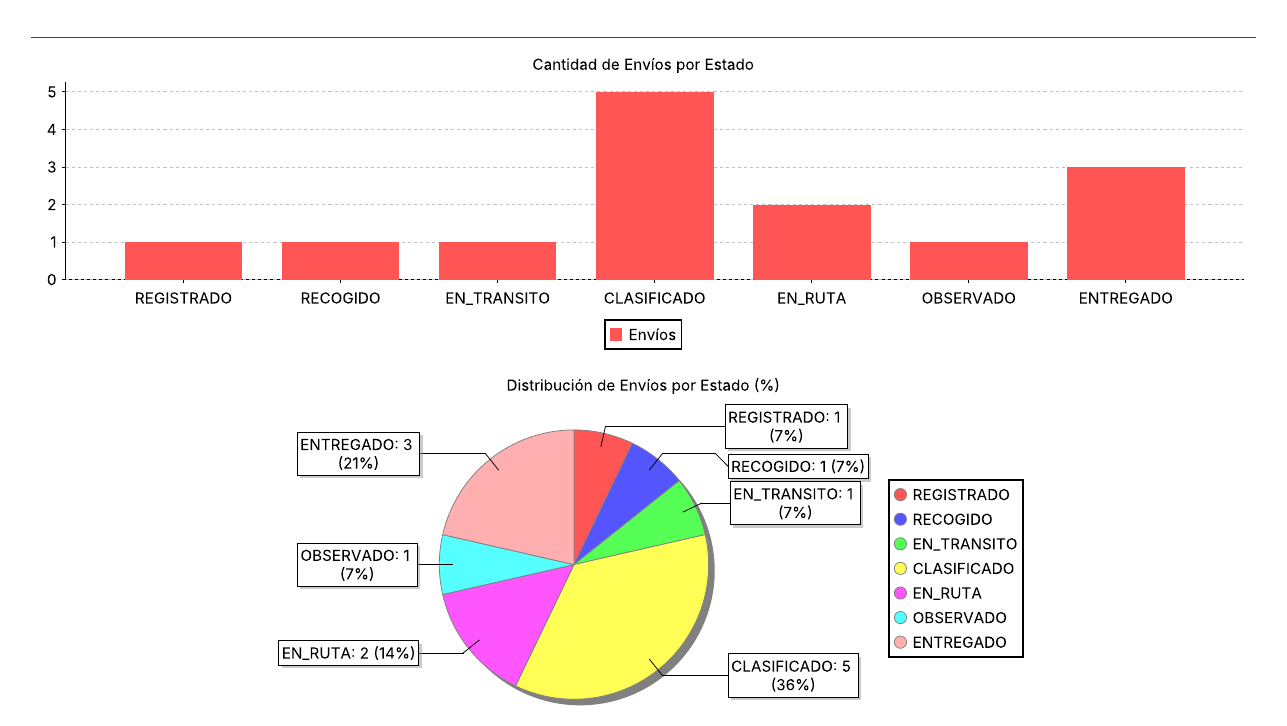 Cantidad de Envíos por Estado
5
4
3
2
1
0
REGISTRADO RECOGIDO EN_TRANSITO CLASIFICADO EN_RUTA OBSERVADO ENTREGADO
Envíos
Distribución de Envíos por Estado (%)
REGISTRADO: 1
(7%)
RECOGIDO: 1 (7%)
EN_TRANSITO: 1
(7%)
CLASIFICADO: 5
(36%)
EN_RUTA: 2 (14%)
OBSERVADO: 1
(7%)
ENTREGADO: 3
(21%)
REGISTRADO
RECOGIDO
EN_TRANSITO
CLASIFICADO
EN_RUTA
OBSERVADO
ENTREGADO